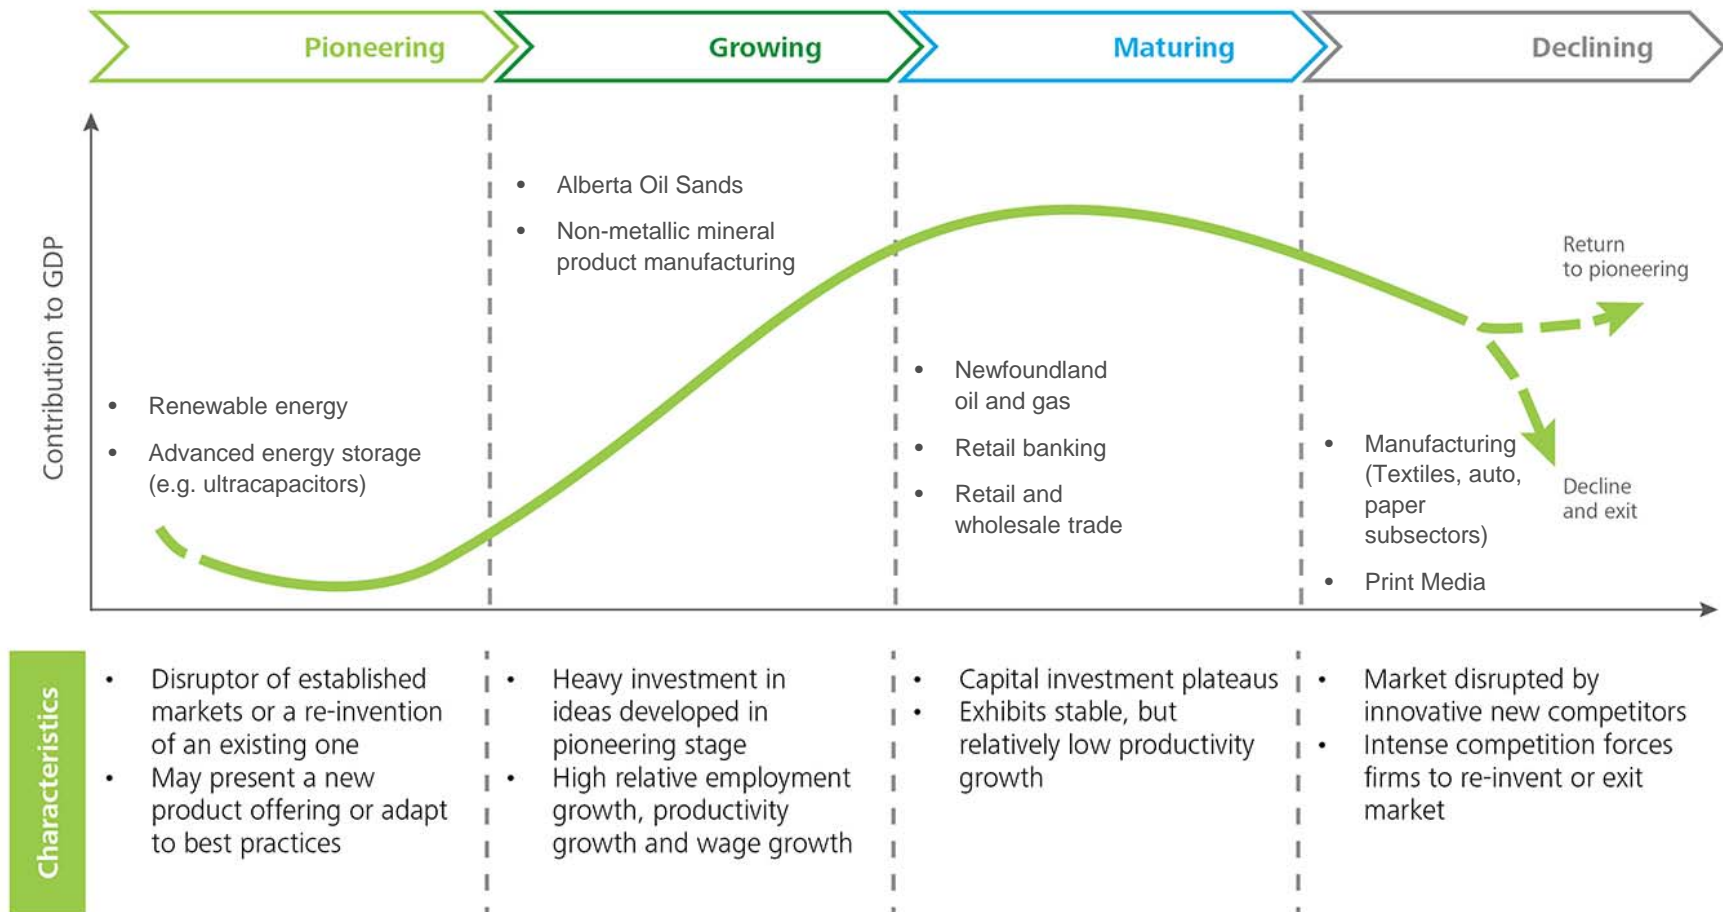 Pioneering
Growing
Maturing
Declining
Contribution to GDP
• Renewable energy
• Advanced energy storage
(e.g. ultracapacitors)
• Alberta Oil Sands
• Non-metallic mineral
product manufacturing
• Newfoundland
oil and gas
• Retail banking
• Retail and
wholesale trade
• Manufacturing
(Textiles, auto,
paper
subsectors)
• Print Media
Return
to pioneering
Decline
and exit
Characteristics
• Disruptor of established
markets or a re-invention
of an existing one
• May present a new
product offering or adapt
to best practices
• Heavy investment in
ideas developed in
pioneering stage
• High relative employment
growth, productivity
growth and wage growth
• Capital investment plateaus
• Exhibits stable, but
relatively low productivity
growth
• Market disrupted by
innovative new competitors
• Intense competition forces
firms to re-invent or exit
market